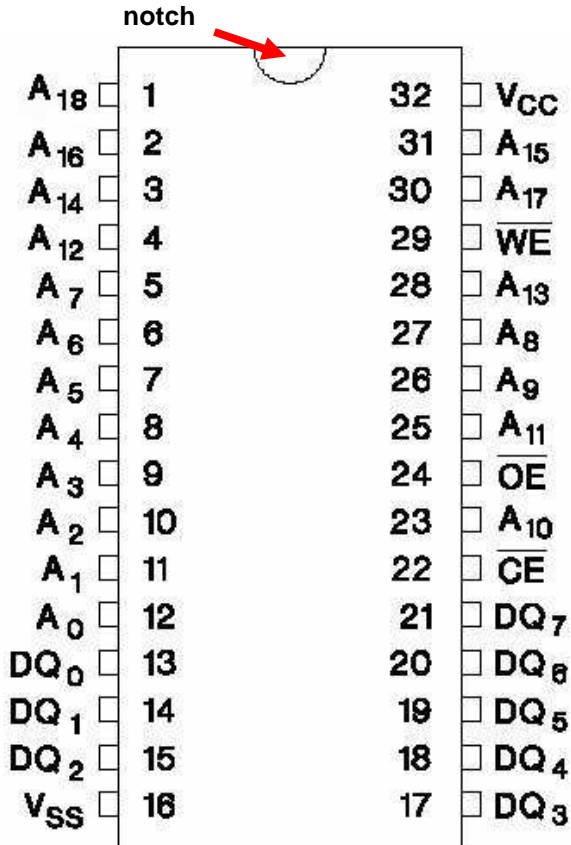 notch
A18 1 32 VCC
A16 2 31 A15
A14 3 30 A17
A12 4 29 W̅E̅
A7 5 28 A13
A6 6 27 A8
A5 7 26 A9
A4 8 25 A11
A3 9 24 O̅E̅
A2 10 23 A10
A1 11 22 C̅E̅
A0 12 21 DQ7
DQ0 13 20 DQ6
DQ1 14 19 DQ5
DQ2 15 18 DQ4
VSS 16 17 DQ3